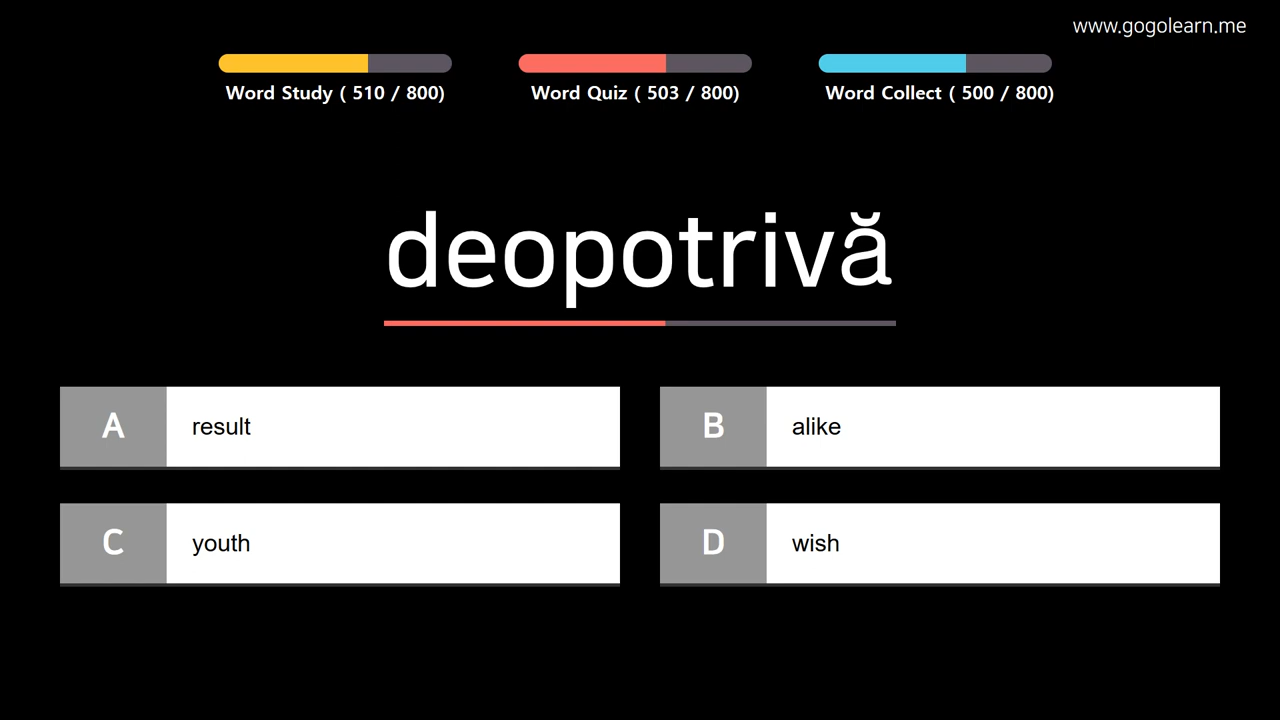 www.gogolearn.me
Word Study ( 510 / 800)
Word Quiz ( 503 / 800)
Word Collect ( 500 / 800)
deopotrivă
A result
B alike
C youth
D wish